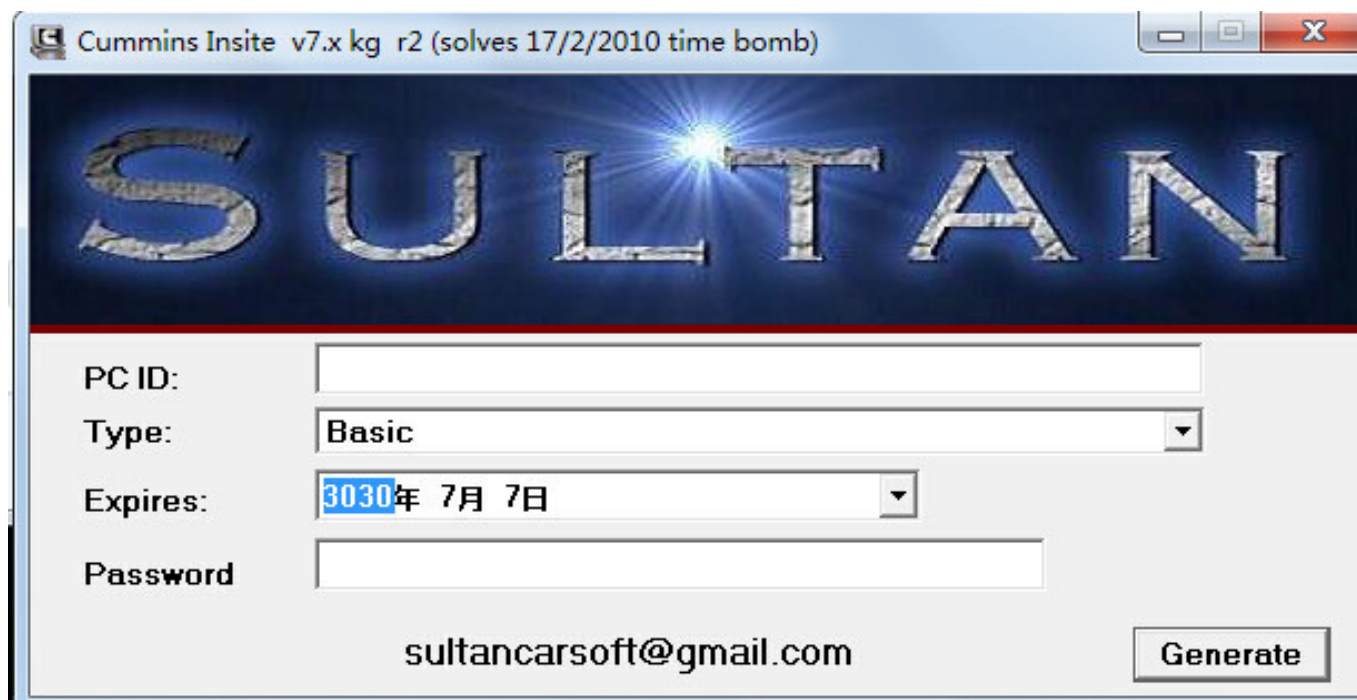 Cummins Insite v7.x kg r2 (solves 17/2/2010 time bomb)
SULTAN
PC ID:
Type: Basic
Expires: 3030年 7月 7日
Password
sultancarsoft@gmail.com Generate